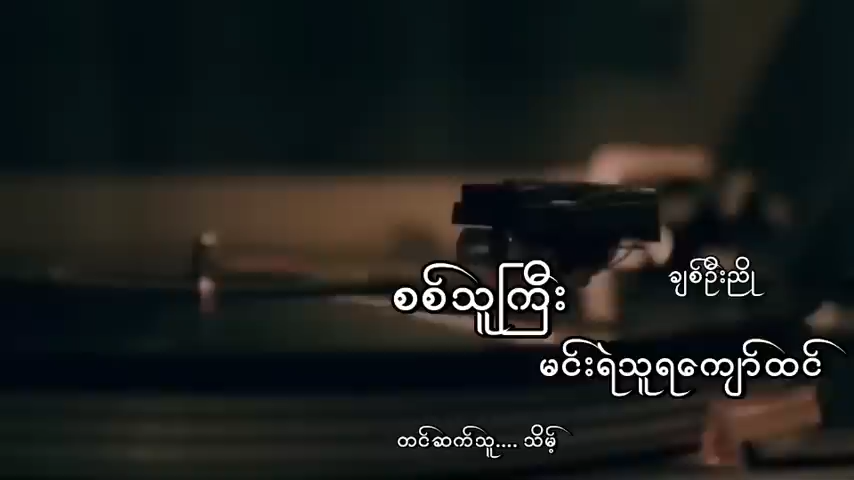 စစ်သူကြီး
ချစ်ဦးညို
မင်းရဲသူရကျော်ထင်
တင်ဆက်သူ.... သိမ့်